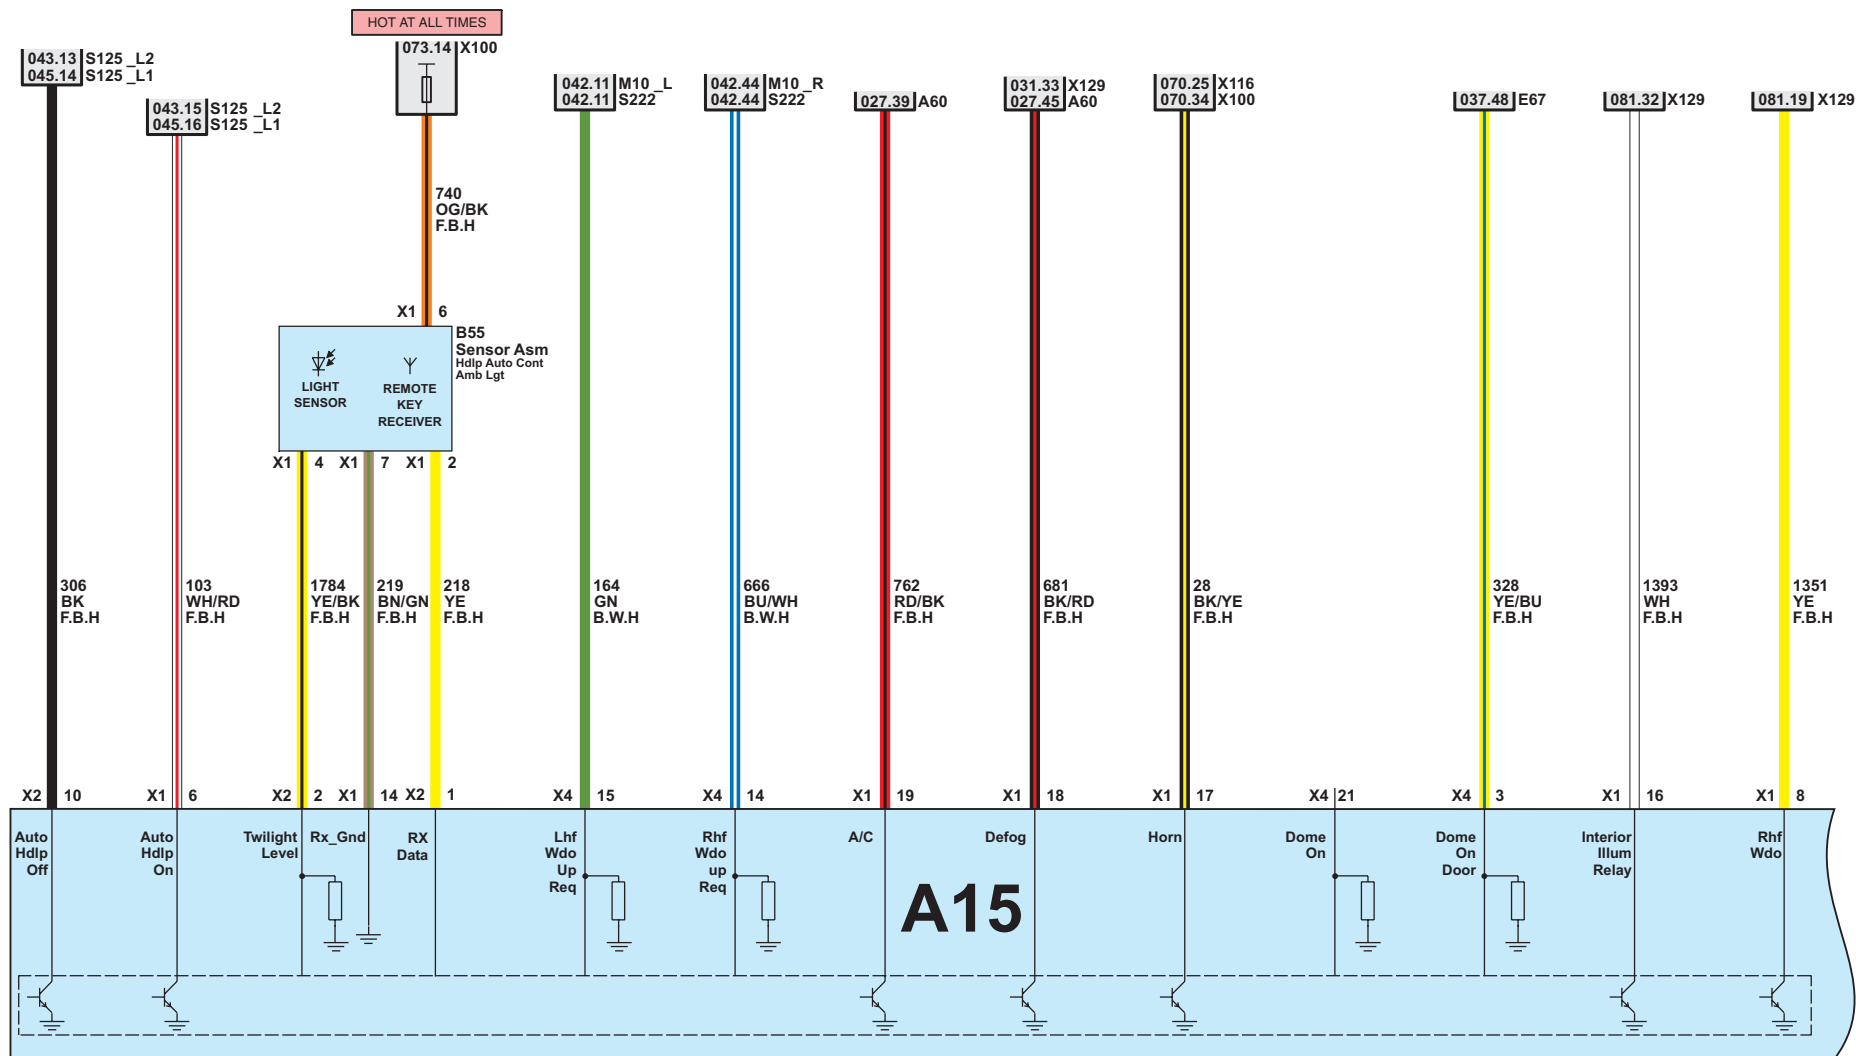 HOT AT ALL TIMES
073.14 X100
043.13 S125 _L2
045.14 S125 _L1
043.15 S125 _L2
045.16 S125 _L1
042.11 M10 _L
042.11 S222
042.44 M10 _R
042.44 S222
027.39 A60
031.33 X129
027.45 A60
070.25 X116
070.34 X100
037.48 E67
081.32 X129
081.19 X129
740
OG/BK
F.B.H
X1 6
B55
Sensor Asm
Hdlp Auto Cont
Amb Lgt
LIGHT
SENSOR
REMOTE
KEY
RECEIVER
X1 4 X1 7 X1 2
306
BK
F.B.H
103
WH/RD
F.B.H
1784
YE/BK
F.B.H
219
BN/GN
F.B.H
218
YE
F.B.H
164
GN
B.W.H
666
BU/WH
B.W.H
762
RD/BK
F.B.H
681
BK/RD
F.B.H
28
BK/YE
F.B.H
328
YE/BU
F.B.H
1393
WH
F.B.H
1351
YE
F.B.H
X2 10 X1 6 X2 2 X1 14 X2 1 X4 15 X4 14 X1 19 X1 18 X1 17 X4 21 X4 3 X1 16 X1 8
Auto
Hdlp
Off
Auto
Hdlp
On
Twilight
Level
Rx_Gnd
RX
Data
Lhf
Wdo
Up
Req
Rhf
Wdo
up
Req
A/C
Defog
Horn
Dome
On
Dome
On
Door
Interior
Illum
Relay
Rhf
Wdo
A15